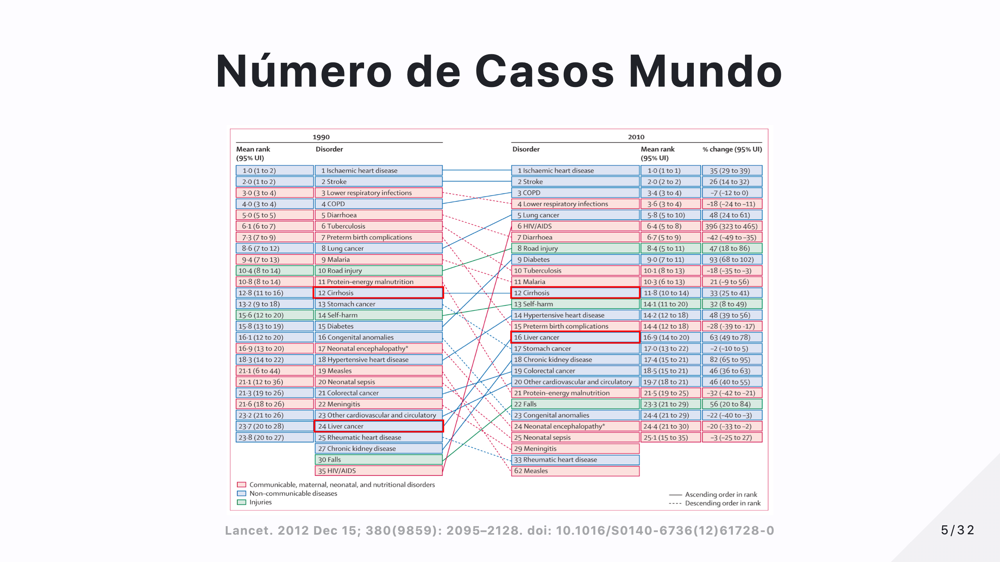 Número de Casos Mundo
1990 2010
Mean rank Disorder Disorder Mean rank % change (95% UI)
(95% UI) (95% UI)
1·0 (1 to 2) 1 Ischaemic heart disease 1 Ischaemic heart disease 1·0 (1 to 1) 35 (29 to 39)
2·0 (1 to 2) 2 Stroke 2 Stroke 2·0 (2 to 2) 26 (14 to 32)
3·0 (3 to 4) 3 Lower respiratory infections 3 COPD 3·4 (3 to 4) –7 (–12 to 0)
4·0 (3 to 4) 4 COPD 4 Lower respiratory infections 3·6 (3 to 4) –18 (–24 to –11)
5·0 (5 to 5) 5 Diarrhoea 5 Lung cancer 5·8 (5 to 10) 48 (24 to 61)
6·1 (6 to 7) 6 Tuberculosis 6 HIV/AIDS 6·4 (5 to 8) 396 (323 to 465)
7·3 (7 to 9) 7 Preterm birth complications 7 Diarrhoea 6·7 (5 to 9) –42 (–49 to –35)
8·6 (7 to 12) 8 Lung cancer 8 Road injury 8·4 (5 to 11) 47 (18 to 86)
9·4 (7 to 13) 9 Malaria 9 Diabetes 9·0 (7 to 11) 93 (68 to 102)
10·4 (8 to 14) 10 Road injury 10 Tuberculosis 10·1 (8 to 13) –18 (–35 to –3)
10·8 (8 to 14) 11 Protein–energy malnutrition 11 Malaria 10·3 (6 to 13) 21 (–9 to 56)
12·8 (11 to 16) 12 Cirrhosis 12 Cirrhosis 11·8 (10 to 14) 33 (25 to 41)
13·2 (9 to 18) 13 Stomach cancer 13 Self-harm 14·1 (11 to 20) 32 (8 to 49)
15·6 (12 to 20) 14 Self-harm 14 Hypertensive heart disease 14·2 (12 to 18) 48 (39 to 56)
15·8 (13 to 19) 15 Diabetes 15 Preterm birth complications 14·4 (12 to 18) –28 (-39 to -17)
16·1 (12 to 20) 16 Congenital anomalies 16 Liver cancer 16·9 (14 to 20) 63 (49 to 78)
16·9 (13 to 20) 17 Neonatal encephalopathy* 17 Stomach cancer 17·0 (13 to 22) –2 (–10 to 5)
18·3 (14 to 22) 18 Hypertensive heart disease 18 Chronic kidney disease 17·4 (15 to 21) 82 (65 to 95)
21·1 (6 to 44) 19 Measles 19 Colorectal cancer 18·5 (15 to 21) 46 (36 to 63)
21·1 (12 to 36) 20 Neonatal sepsis 20 Other cardiovascular and circulatory 19·7 (18 to 21) 46 (40 to 55)
21·3 (19 to 26) 21 Colorectal cancer 21 Protein–energy malnutrition 21·5 (19 to 25) –32 (–42 to –21)
21·6 (18 to 26) 22 Meningitis 22 Falls 23·3 (21 to 29) 56 (20 to 84)
23·2 (21 to 26) 23 Other cardiovascular and circulatory 23 Congenital anomalies 24·4 (21 to 29) –22 (–40 to –3)
23·7 (20 to 28) 24 Liver cancer 24 Neonatal encephalopathy* 24·4 (21 to 30) –20 (–33 to –2)
23·8 (20 to 27) 25 Rheumatic heart disease 25 Neonatal sepsis 25·1 (15 to 35) –3 (–25 to 27)
27 Chronic kidney disease 29 Meningitis
30 Falls 33 Rheumatic heart disease
35 HIV/AIDS 62 Measles
Communicable, maternal, neonatal, and nutritional disorders
Non–communicable diseases
Injuries
Ascending order in rank
Descending order in rank
Lancet. 2012 Dec 15; 380(9859): 2095–2128. doi: 10.1016/S0140-6736(12)61728-0
5/32